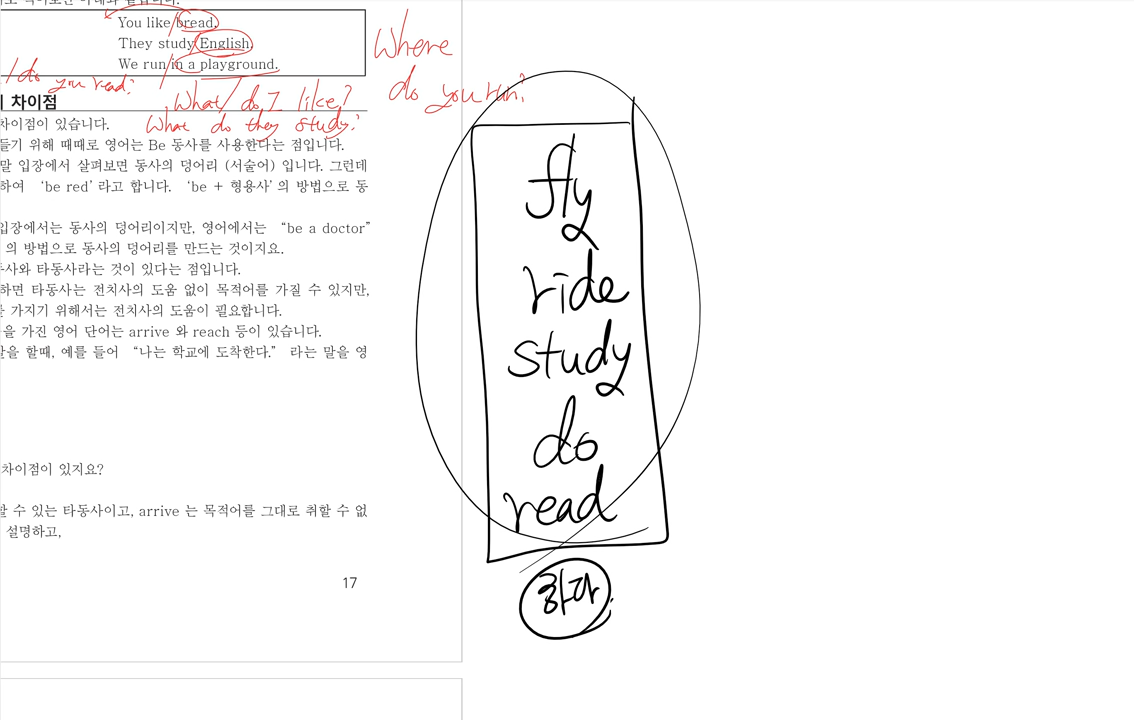 You like bread.
They study English.
We run in a playground.
Where
do you run?
I do you read?
What do I like?
What do they study?
차이점
차이점이 있습니다.
들기 위해 때때로 영어는 Be 동사를 사용한다는 점입니다.
말 입장에서 살펴보면 동사의 덩어리 (서술어) 입니다. 그런데
하여 ‘be red’ 라고 합니다. ‘be + 형용사’ 의 방법으로 동
입장에서는 동사의 덩어리이지만, 영어에서는 “be a doctor”
의 방법으로 동사의 덩어리를 만드는 것이지요.
동사와 타동사라는 것이 있다는 점입니다.
하면 타동사는 전치사의 도움 없이 목적어를 가질 수 있지만,
를 가지기 위해서는 전치사의 도움이 필요합니다.
을 가진 영어 단어는 arrive 와 reach 등이 있습니다.
말을 할때, 예를 들어 “나는 학교에 도착한다.” 라는 말을 영
차이점이 있지요?
할 수 있는 타동사이고, arrive 는 목적어를 그대로 취할 수 없
설명하고,
17
fly
ride
study
do
read
하다